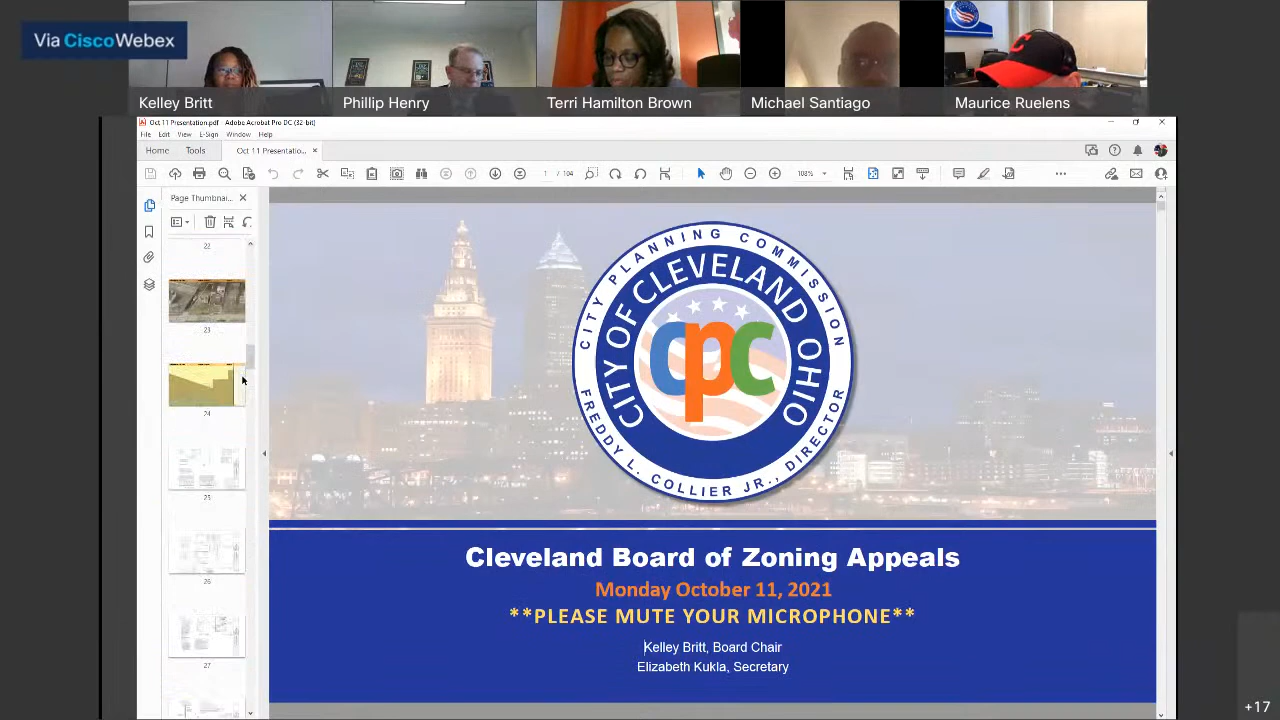 Via CiscoWebex
Kelley Britt
Phillip Henry
Terri Hamilton Brown
Michael Santiago
Maurice Ruelens
Oct 11 Presentation.pdf - Adobe Acrobat Pro DC (32-bit)
File Edit View E-Sign Window Help
Home Tools Oct 11 Presentatio... ×
1 / 104
108%
Page Thumbnai...
22
23
24
25
26
27
CITY PLANNING COMMISSION
CITY OF CLEVELAND OHIO
cpc
FREDDY L. COLLIER JR., DIRECTOR
Cleveland Board of Zoning Appeals
Monday October 11, 2021
**PLEASE MUTE YOUR MICROPHONE**
Kelley Britt, Board Chair
Elizabeth Kukla, Secretary
+17